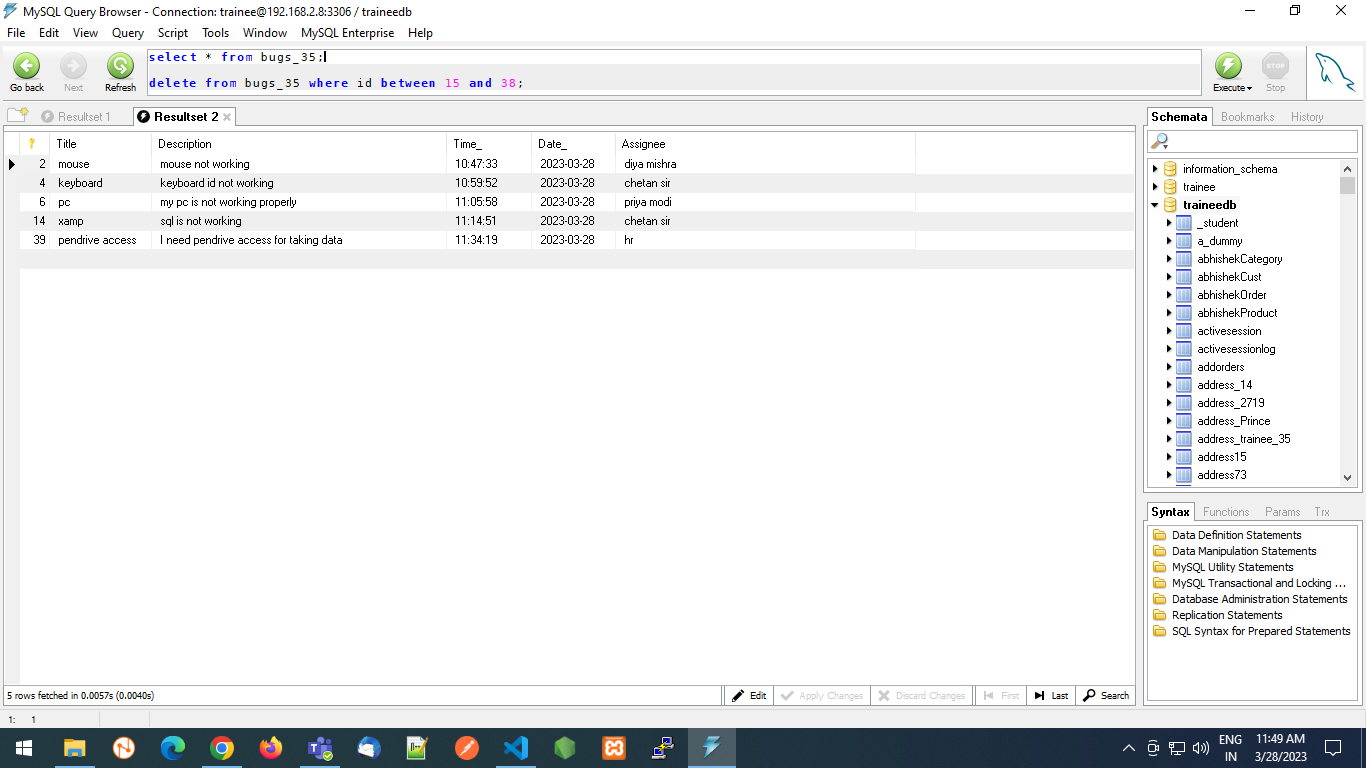 MySQL Query Browser - Connection: trainee@192.168.2.8:3306 / traineedb
File Edit View Query Script Tools Window MySQL Enterprise Help
select * from bugs_35;
delete from bugs_35 where id between 15 and 38;
Go back Next Refresh Execute Stop
STOP
Resultset 1 Resultset 2
Title Description Time_ Date_ Assignee
2 mouse mouse not working 10:47:33 2023-03-28 diya mishra
4 keyboard keyboard id not working 10:59:52 2023-03-28 chetan sir
6 pc my pc is not working properly 11:05:58 2023-03-28 priya modi
14 xamp sql is not working 11:14:51 2023-03-28 chetan sir
39 pendrive access I need pendrive access for taking data 11:34:19 2023-03-28 hr
Schemata Bookmarks History
information_schema
trainee
traineedb
_student
a_dummy
abhishekCategory
abhishekCust
abhishekOrder
abhishekProduct
activesession
activesessionlog
addorders
address_14
address_2719
address_Prince
address_trainee_35
address15
address73
Syntax Functions Params Trx
Data Definition Statements
Data Manipulation Statements
MySQL Utility Statements
MySQL Transactional and Locking ...
Database Administration Statements
Replication Statements
SQL Syntax for Prepared Statements
5 rows fetched in 0.0057s (0.0040s)
Edit Apply Changes Discard Changes First Last Search
1: 1
ENG
IN
11:49 AM
3/28/2023